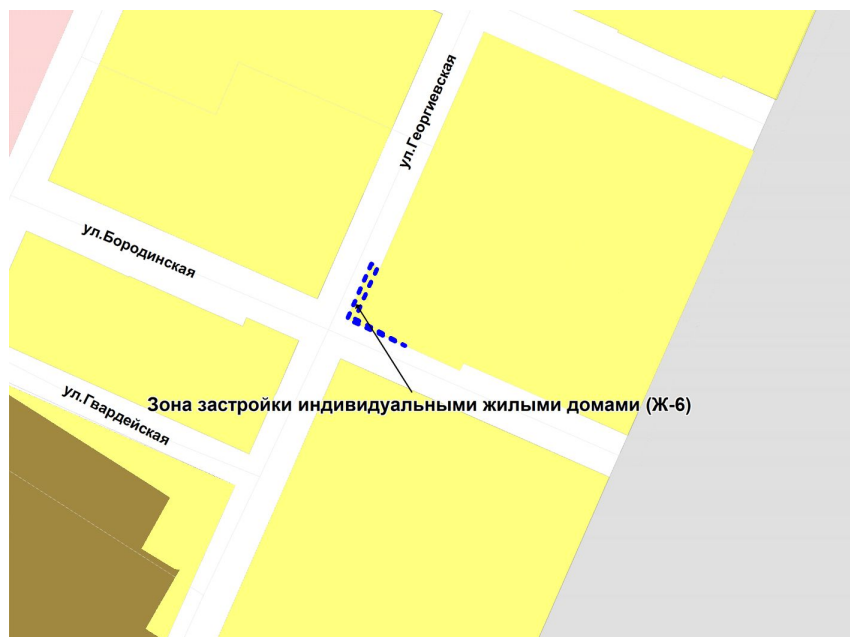 ул.Георгиевская
ул.Бородинская
ул.Гвардейская
Зона застройки индивидуальными жилыми домами (Ж-6)